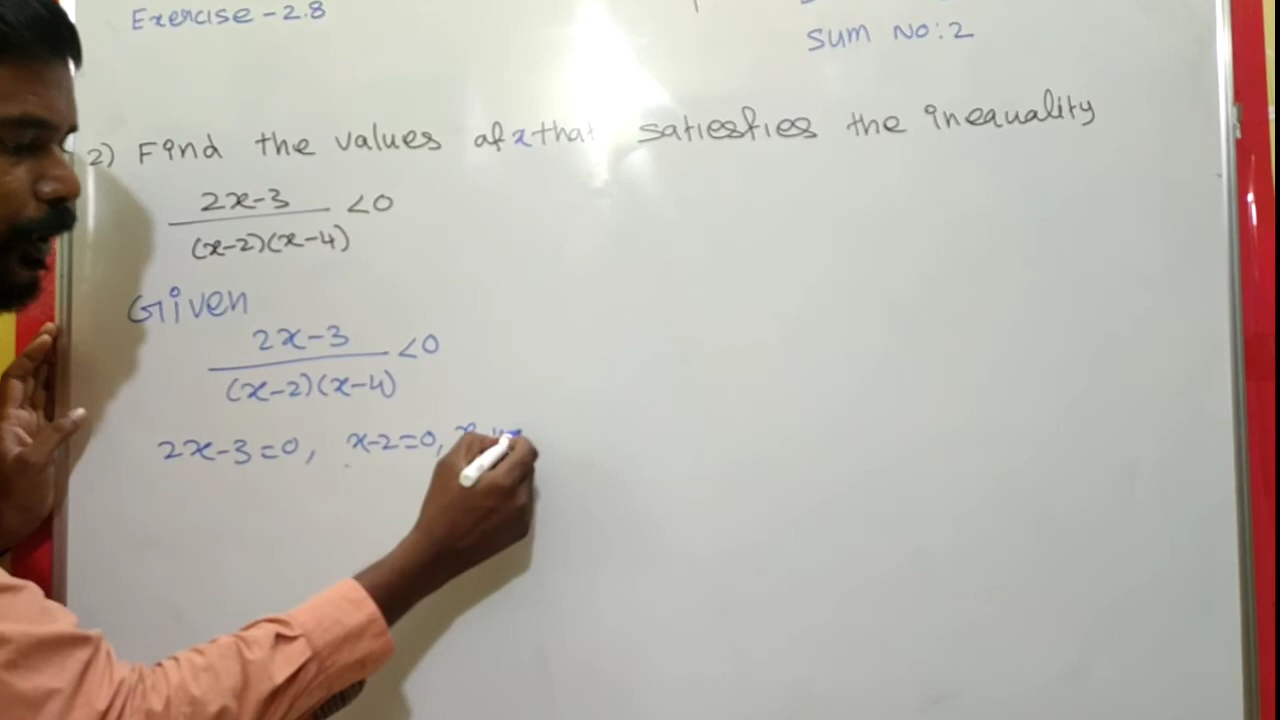 Exercise - 2.8
Sum No: 2
2) Find the values of x that satiesfies the inequality
2x-3
———— <0
(x-2)(x-4)
Given
2x-3
———— <0
(x-2)(x-4)
2x-3=0, x-2=0, x